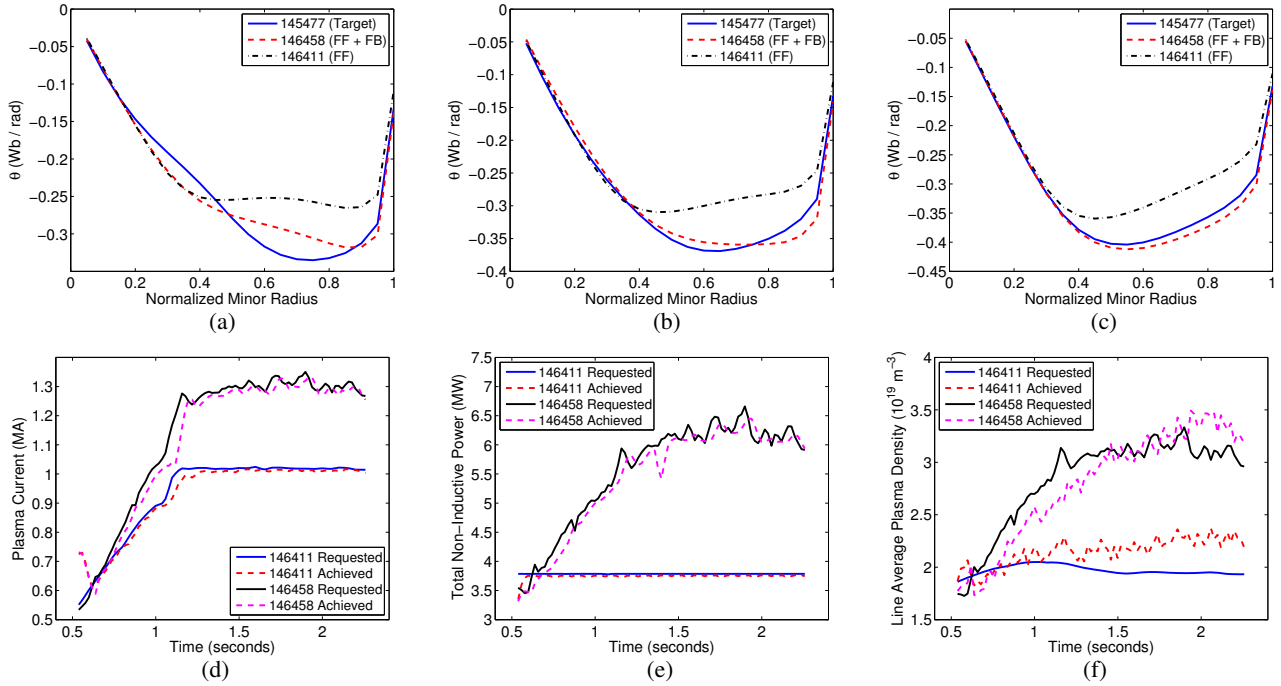 0
−0.05
−0.1
−0.15
−0.2
−0.25
−0.3
0 0.2 0.4 0.6 0.8 1
Normalized Minor Radius
θ (Wb / rad)
145477 (Target)
146458 (FF + FB)
146411 (FF)
(a)
0
−0.05
−0.1
−0.15
−0.2
−0.25
−0.3
−0.35
−0.4
0 0.2 0.4 0.6 0.8 1
Normalized Minor Radius
θ (Wb / rad)
145477 (Target)
146458 (FF + FB)
146411 (FF)
(b)
−0.05
−0.1
−0.15
−0.2
−0.25
−0.3
−0.35
−0.4
−0.45
0 0.2 0.4 0.6 0.8 1
Normalized Minor Radius
θ (Wb / rad)
145477 (Target)
146458 (FF + FB)
146411 (FF)
(c)
1.3
1.2
1.1
1
0.9
0.8
0.7
0.6
0.5
0.5 1 1.5 2
Time (seconds)
Plasma Current (MA)
146411 Requested
146411 Achieved
146458 Requested
146458 Achieved
(d)
7.5
7
6.5
6
5.5
5
4.5
4
3.5
3
0.5 1 1.5 2
Time (seconds)
Total Non−Inductive Power (MW)
146411 Requested
146411 Achieved
146458 Requested
146458 Achieved
(e)
4
3.5
3
2.5
2
1.5
0.5 1 1.5 2
Time (seconds)
Line Average Plasma Density (10^19 m^−3)
146411 Requested
146411 Achieved
146458 Requested
146458 Achieved
(f)